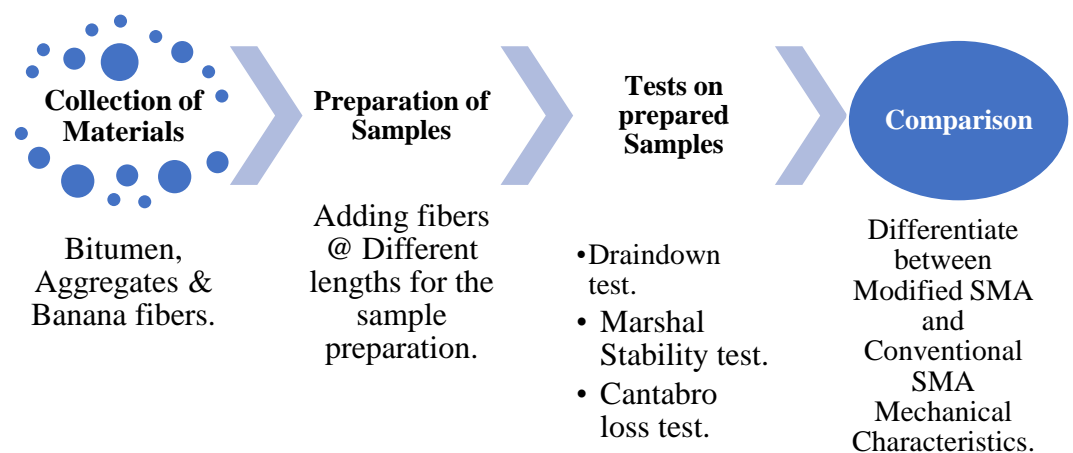 Collection of
Materials
Bitumen,
Aggregates &
Banana fibers.
Preparation of
Samples
Adding fibers
@ Different
lengths for the
sample
preparation.
Tests on
prepared
Samples
•Draindown
test.
• Marshal
Stability test.
• Cantabro
loss test.
Comparison
Differentiate
between
Modified SMA
and
Conventional
SMA
Mechanical
Characteristics.